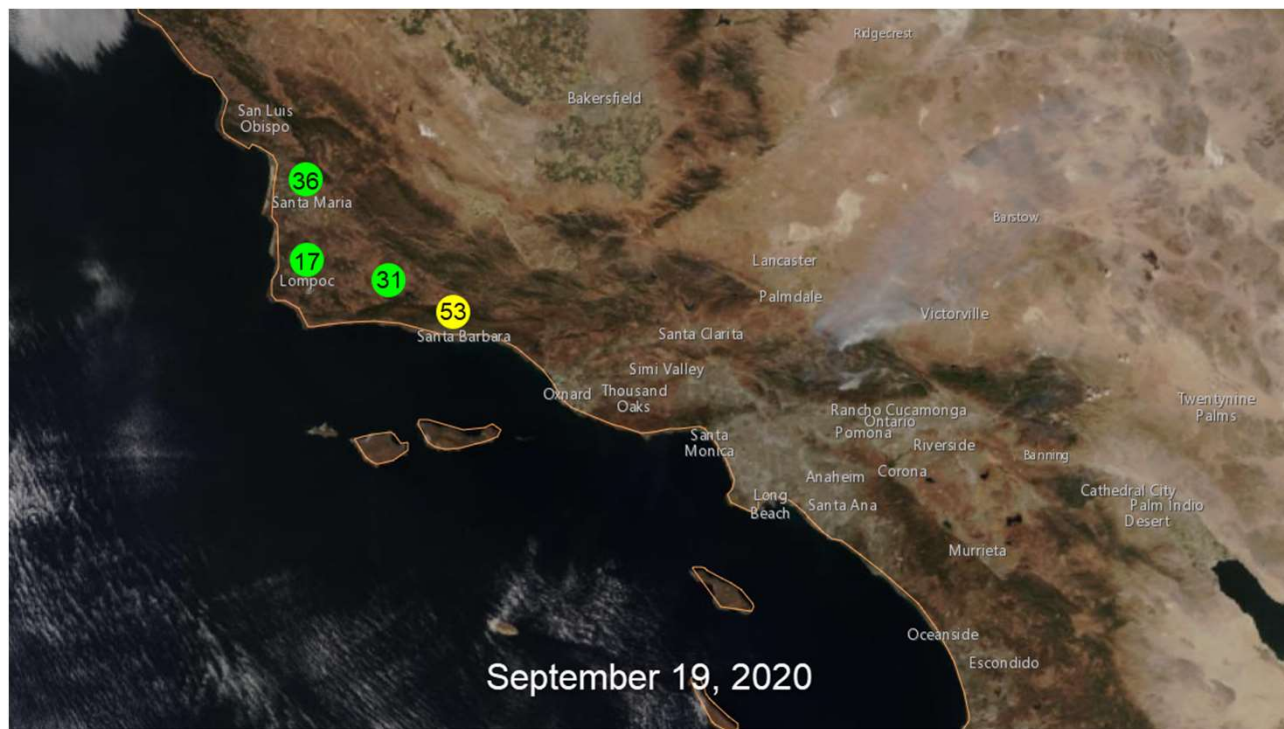 Ridgecrest
Bakersfield
San Luis
Obispo
36
Santa Maria
Barstow
17
Lompoc
31
Lancaster
Palmdale
53
Santa Barbara
Victorville
Santa Clarita
Simi Valley
Oxnard
Thousand
Oaks
Twentynine
Palms
Rancho Cucamonga
Ontario
Pomona
Santa
Monica
Riverside
Banning
Anaheim
Corona
Long
Beach
Santa Ana
Cathedral City
Palm Indio
Desert
Murrieta
Oceanside
Escondido
September 19, 2020